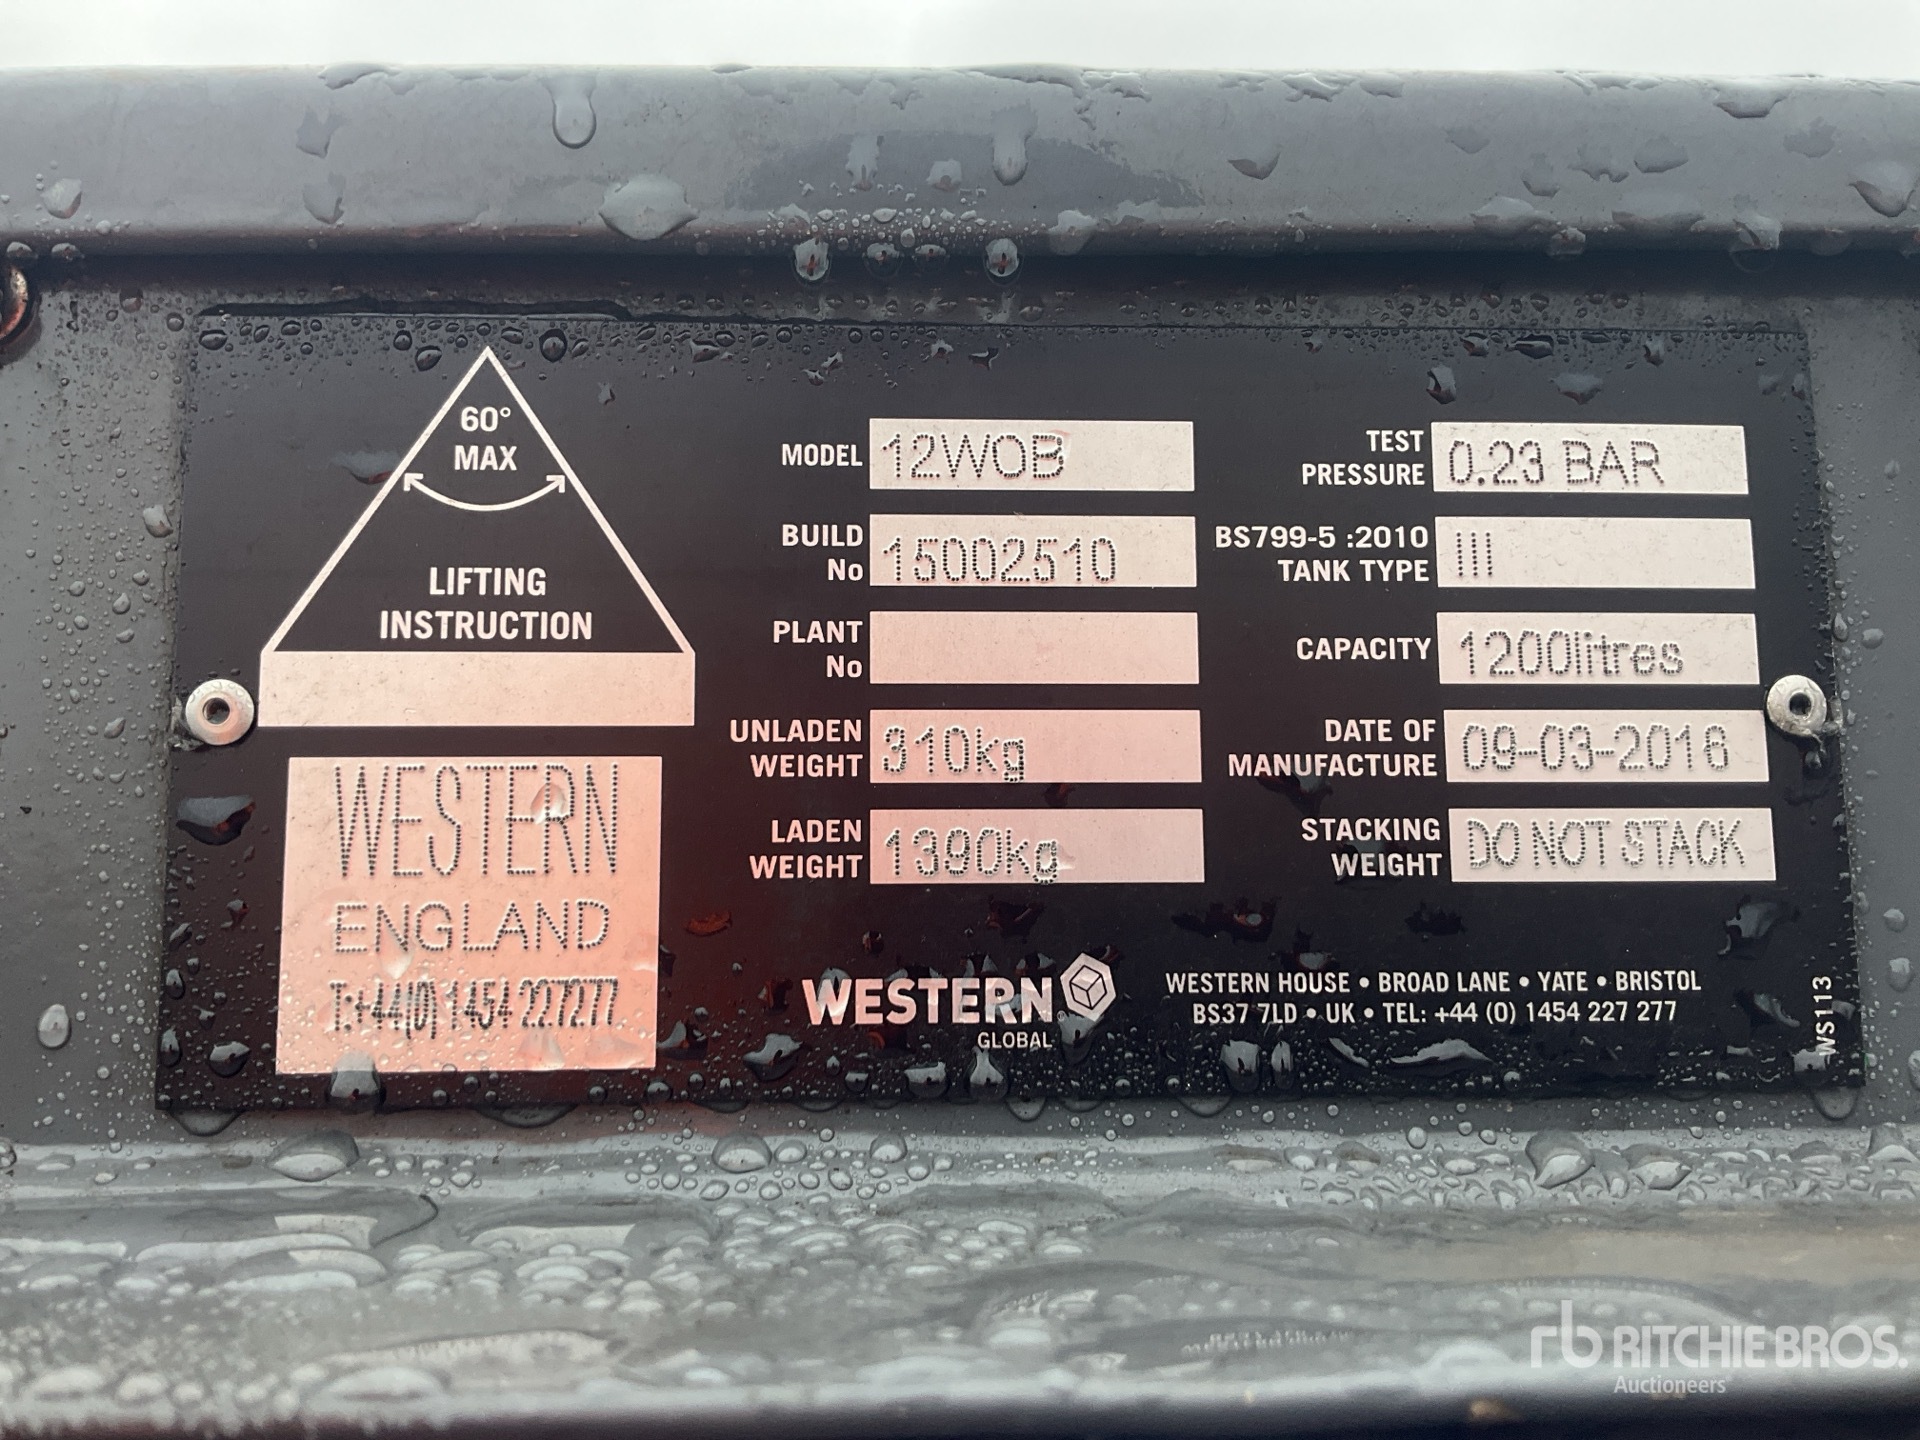 60°
MAX
LIFTING
INSTRUCTION
WESTERN
ENGLAND
T:+44(0) 1454 227277
MODEL 12WOB
BUILD No 15002510
PLANT No
UNLADEN WEIGHT 310kg
LADEN WEIGHT 1390kg
TEST PRESSURE 0.23 BAR
BS799-5 :2010 TANK TYPE III
CAPACITY 1200litres
DATE OF MANUFACTURE 09-03-2016
STACKING WEIGHT DO NOT STACK
WESTERN
GLOBAL
WESTERN HOUSE • BROAD LANE • YATE • BRISTOL
BS37 7LD • UK • TEL: +44 (0) 1454 227 277
WS113
rb RITCHIE BROS.
Auctioneers